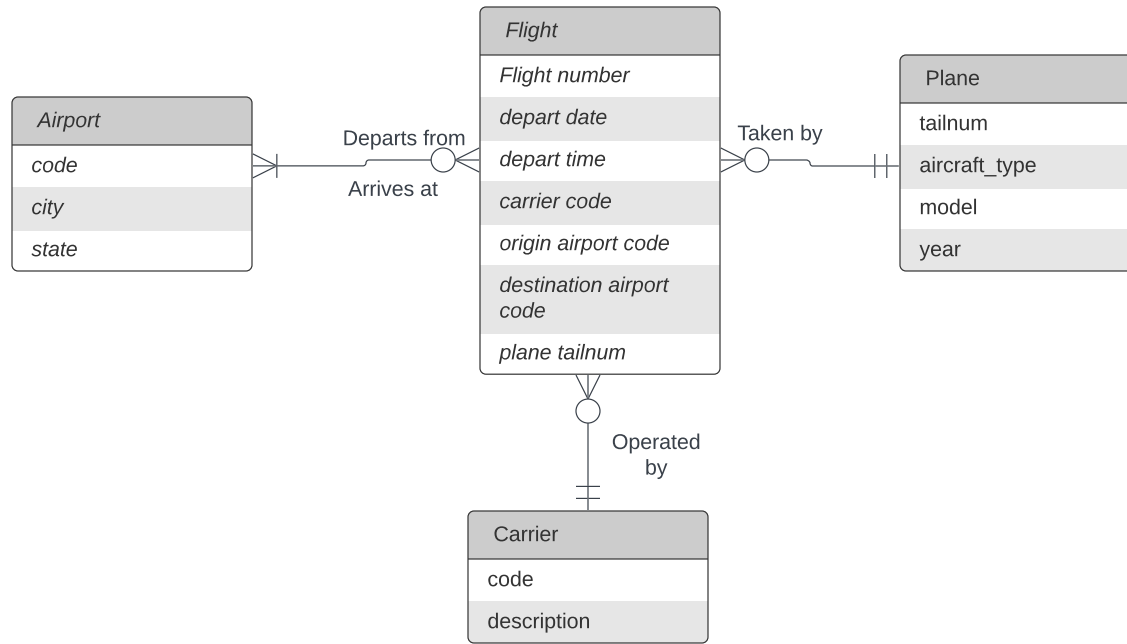 Airport
code
city
state
Departs from
Arrives at
Flight
Flight number
depart date
depart time
carrier code
origin airport code
destination airport
code
plane tailnum
Taken by
Plane
tailnum
aircraft_type
model
year
Operated
by
Carrier
code
description